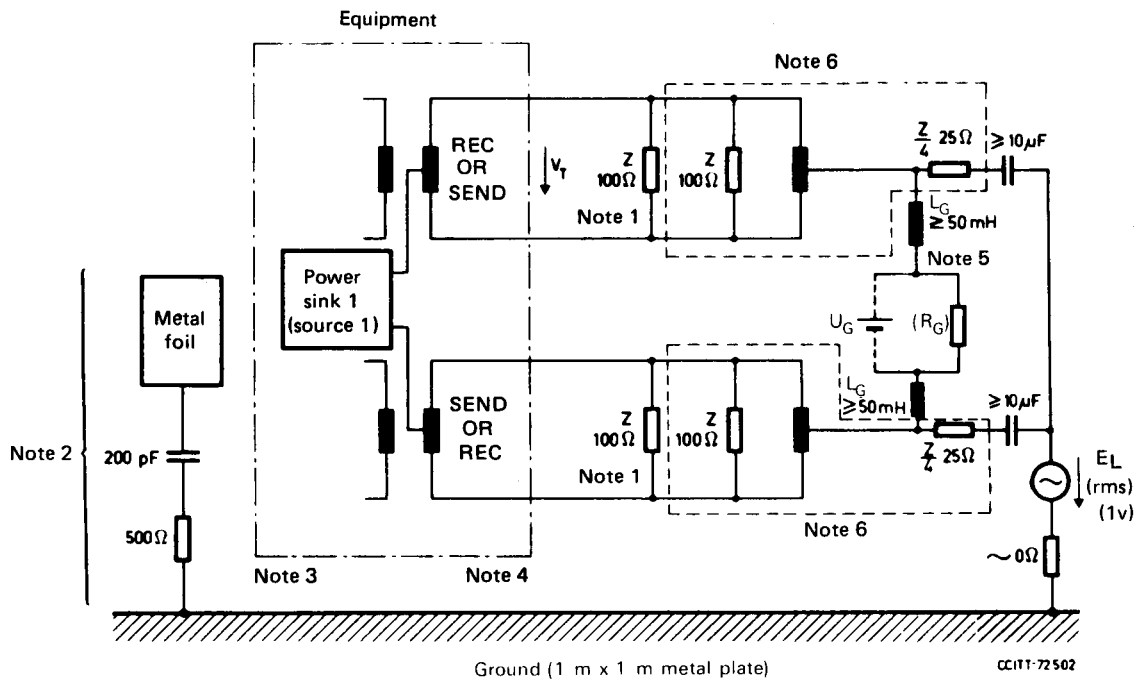 Equipment
Note 6
REC
OR
SEND
V_T
Z
100Ω
Note 1
Z
100Ω
Z/4 25Ω
≥10µF
L_G
≥50mH
Note 5
Power
sink 1
(source 1)
Metal
foil
U_G
(R_G)
L_G
≥50mH
≥10µF
SEND
OR
REC
Z
100Ω
Note 1
Z
100Ω
Z/4 25Ω
Note 2
200 pF
500Ω
E_L
(rms)
(1v)
Note 6
~0Ω
Note 3
Note 4
Ground (1 m x 1 m metal plate)
CCITT-72502